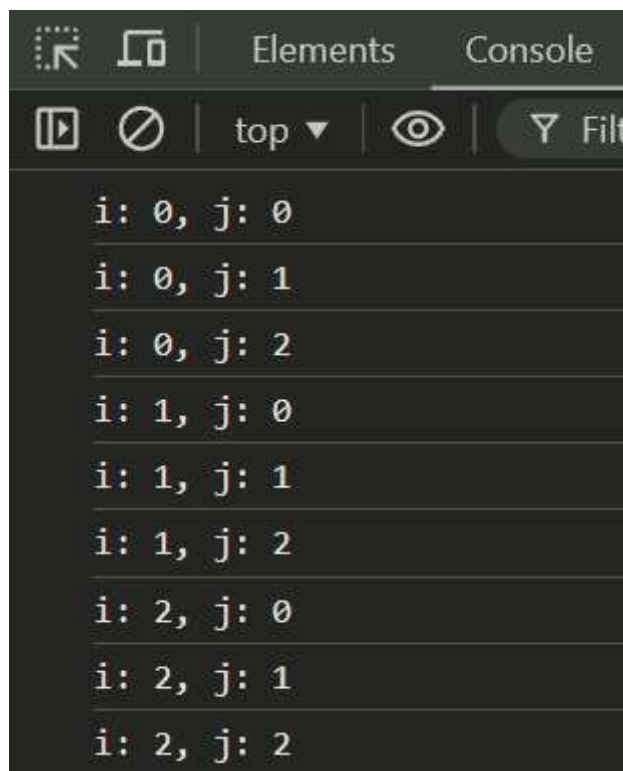 Elements Console
top Filt
i: 0, j: 0
i: 0, j: 1
i: 0, j: 2
i: 1, j: 0
i: 1, j: 1
i: 1, j: 2
i: 2, j: 0
i: 2, j: 1
i: 2, j: 2